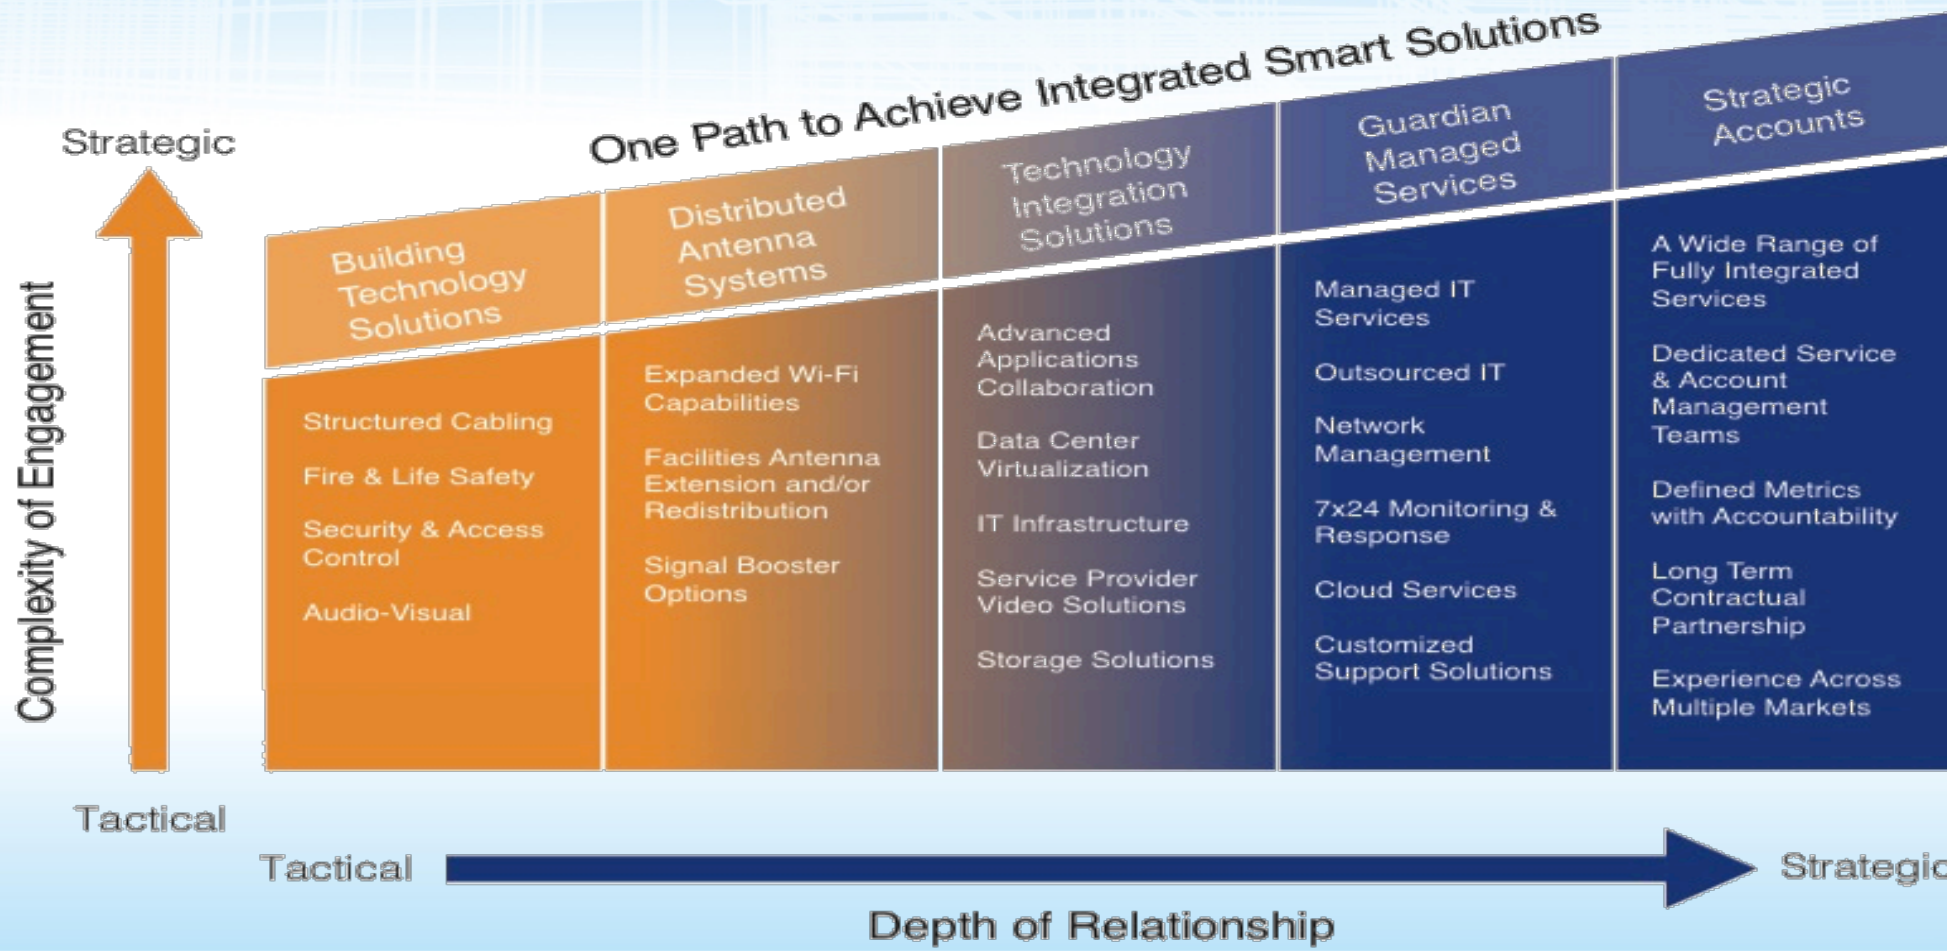 One Path to Achieve Integrated Smart Solutions
Strategic
Complexity of Engagement
Tactical
Building
Technology
Solutions
Structured Cabling
Fire & Life Safety
Security & Access
Control
Audio-Visual
Distributed
Antenna
Systems
Expanded Wi-Fi
Capabilities
Facilities Antenna
Extension and/or
Redistribution
Signal Booster
Options
Technology
Integration
Solutions
Advanced
Applications
Collaboration
Data Center
Virtualization
IT Infrastructure
Service Provider
Video Solutions
Storage Solutions
Guardian
Managed
Services
Managed IT
Services
Outsourced IT
Network
Management
7x24 Monitoring &
Response
Cloud Services
Customized
Support Solutions
Strategic
Accounts
A Wide Range of
Fully Integrated
Services
Dedicated Service
& Account
Management
Teams
Defined Metrics
with Accountability
Long Term
Contractual
Partnership
Experience Across
Multiple Markets
Tactical
Strategic
Depth of Relationship